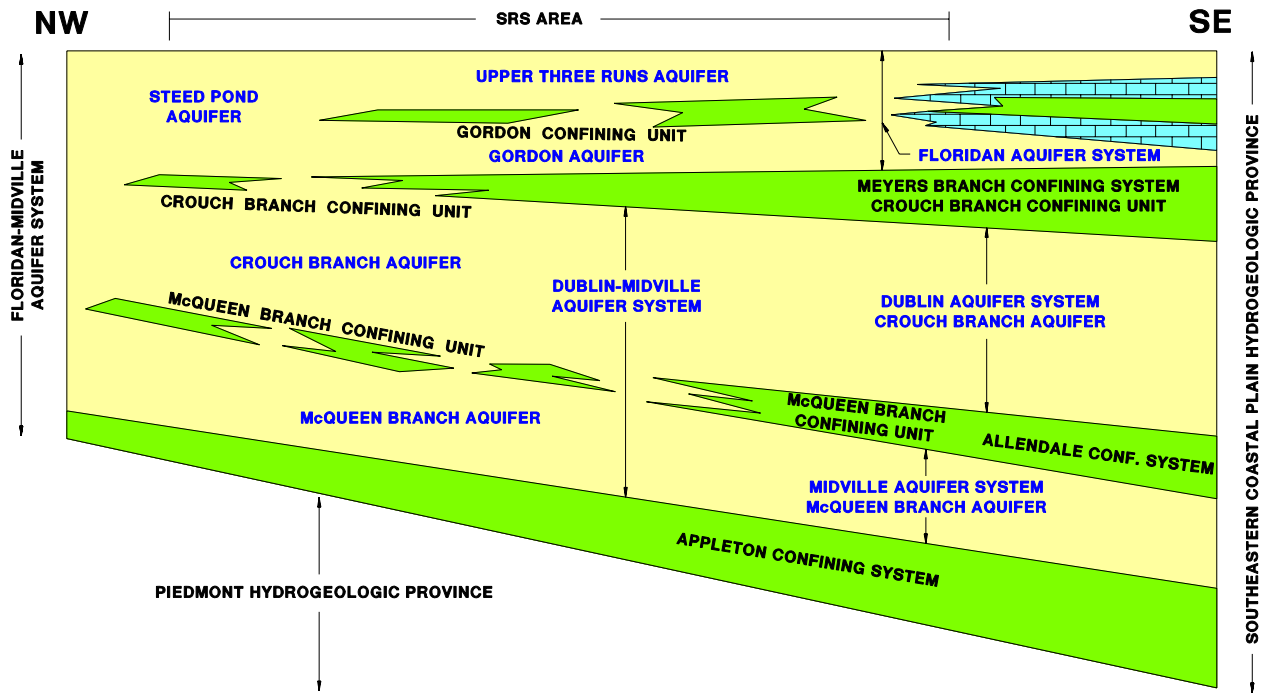 NW
SRS AREA
SE
UPPER THREE RUNS AQUIFER
STEED POND
AQUIFER
GORDON CONFINING UNIT
GORDON AQUIFER
FLORIDAN AQUIFER SYSTEM
MEYERS BRANCH CONFINING SYSTEM
CROUCH BRANCH CONFINING UNIT
CROUCH BRANCH CONFINING UNIT
FLORIDAN-MIDVILLE
AQUIFER SYSTEM
CROUCH BRANCH AQUIFER
DUBLIN-MIDVILLE
AQUIFER SYSTEM
DUBLIN AQUIFER SYSTEM
CROUCH BRANCH AQUIFER
McQUEEN BRANCH CONFINING UNIT
McQUEEN BRANCH AQUIFER
McQUEEN BRANCH
CONFINING UNIT
ALLENDALE CONF. SYSTEM
MIDVILLE AQUIFER SYSTEM
McQUEEN BRANCH AQUIFER
APPLETON CONFINING SYSTEM
PIEDMONT HYDROGEOLOGIC PROVINCE
SOUTHEASTERN COASTAL PLAIN HYDROGEOLOGIC PROVINCE